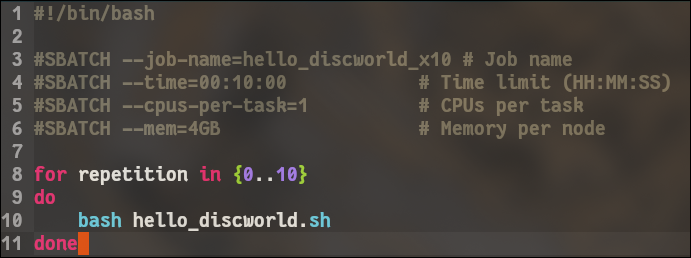 1 #!/bin/bash
2
3 #SBATCH --job-name=hello_discworld_x10 # Job name
4 #SBATCH --time=00:10:00 # Time limit (HH:MM:SS)
5 #SBATCH --cpus-per-task=1 # CPUs per task
6 #SBATCH --mem=4GB # Memory per node
7
8 for repetition in {0..10}
9 do
10 bash hello_discworld.sh
11 done